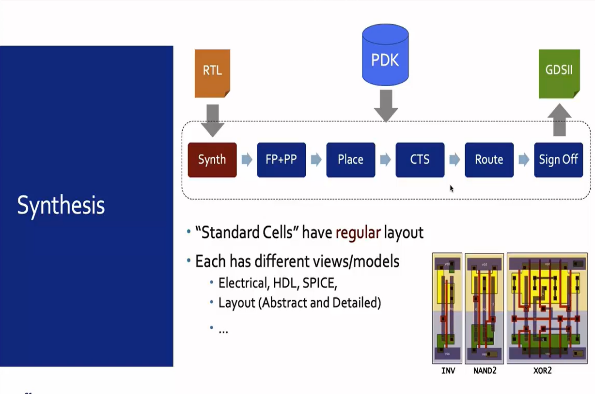 RTL
PDK
GDSII
Synth
FP+PP
Place
CTS
Route
Sign Off
Synthesis
• “Standard Cells” have regular layout
• Each has different views/models
• Electrical, HDL, SPICE,
• Layout (Abstract and Detailed)
• ...
INV
NAND2
XOR2